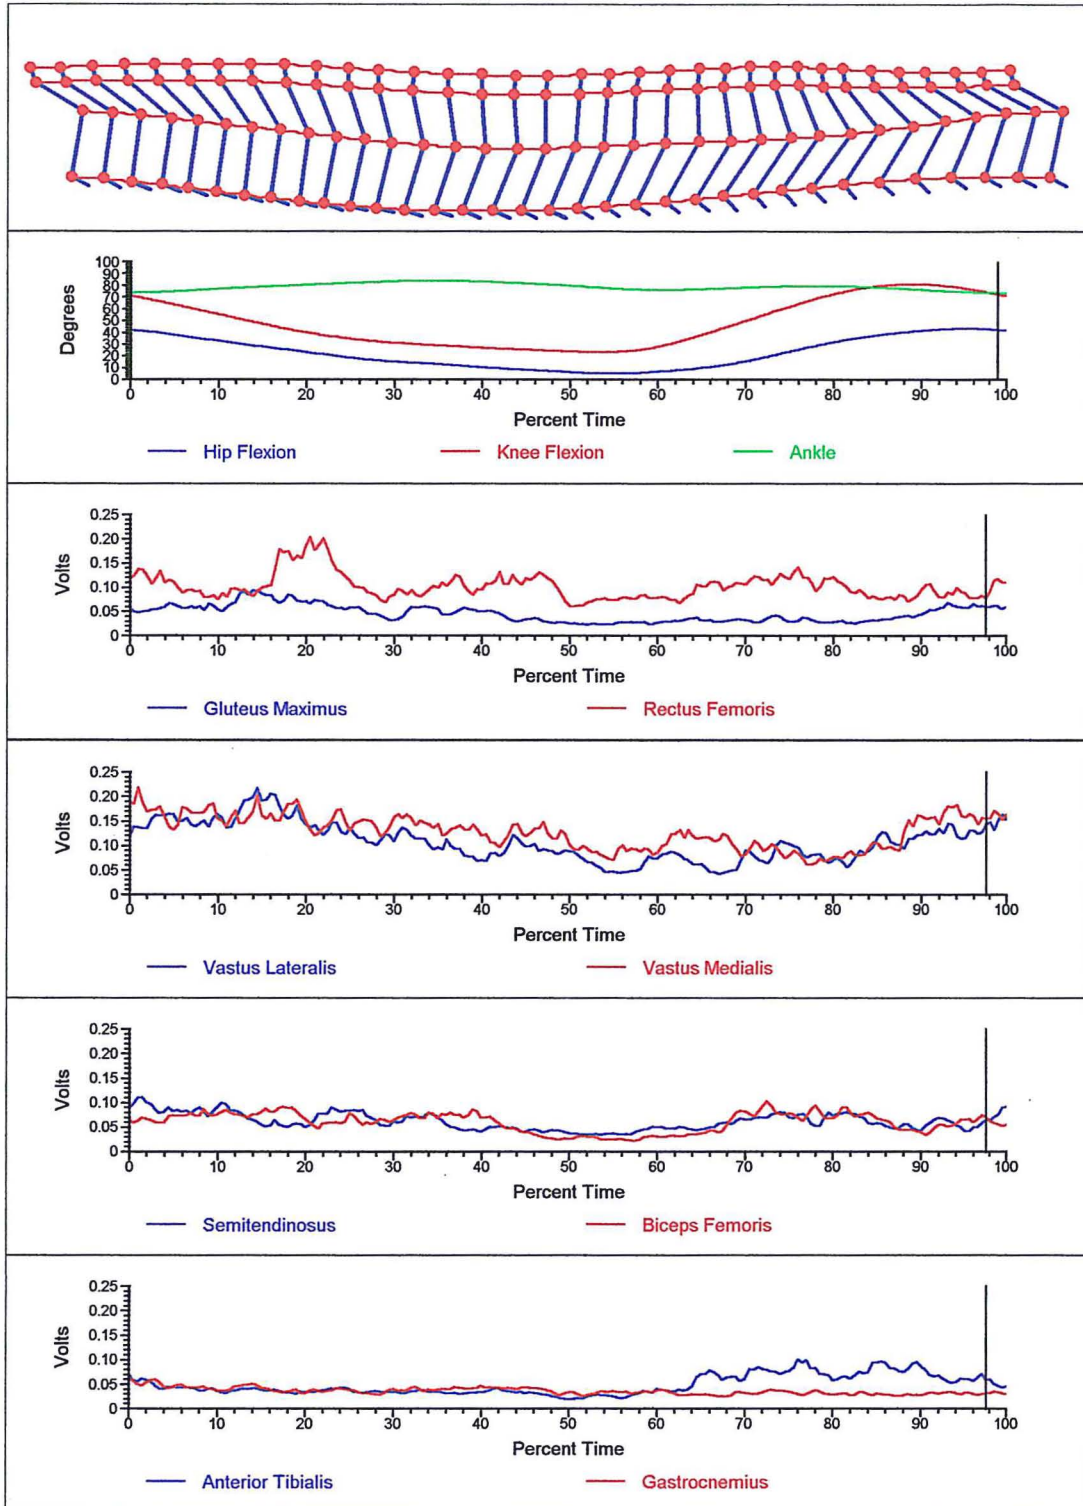 100
90
80
70
60
50
40
30
20
10
0
Degrees
0 10 20 30 40 50 60 70 80 90 100
Percent Time
Hip Flexion Knee Flexion Ankle
0.25
0.20
0.15
0.10
0.05
0
Volts
0 10 20 30 40 50 60 70 80 90 100
Percent Time
Gluteus Maximus Rectus Femoris
0.25
0.20
0.15
0.10
0.05
0
Volts
0 10 20 30 40 50 60 70 80 90 100
Percent Time
Vastus Lateralis Vastus Medialis
0.25
0.20
0.15
0.10
0.05
0
Volts
0 10 20 30 40 50 60 70 80 90 100
Percent Time
Semitendinosus Biceps Femoris
0.25
0.20
0.15
0.10
0.05
0
Volts
0 10 20 30 40 50 60 70 80 90 100
Percent Time
Anterior Tibialis Gastrocnemius